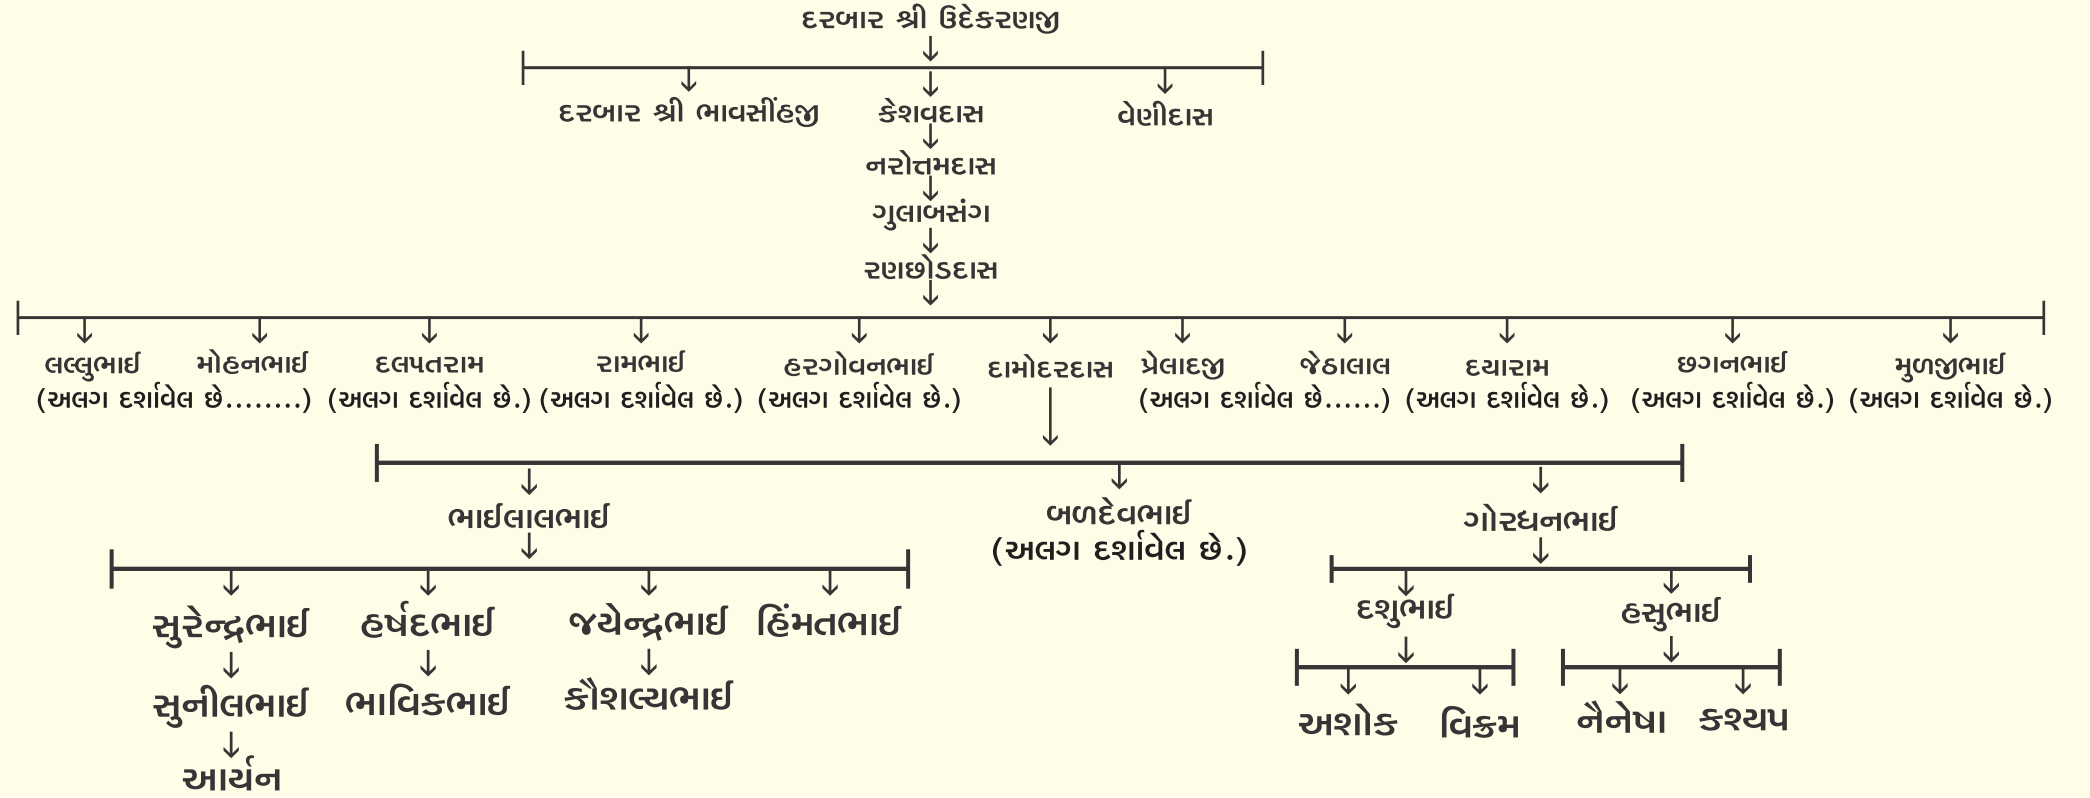 દરબાર શ્રી ઉદેકરણજી
દરબાર શ્રી ભાવસીંહજી કેશવદાસ વેણીદાસ
નરોત્તમદાસ
ગુલાબસંગ
રણછોડદાસ
લલ્લુભાઈ મોહનભાઈ દલપતરામ રામભાઈ હરગોવનભાઈ દામોદરદાસ પ્રેલાદજી જેઠાલાલ દયારામ છગનભાઈ મુળજીભાઈ
(અલગ દર્શાવેલ છે........) (અલગ દર્શાવેલ છે.) (અલગ દર્શાવેલ છે.) (અલગ દર્શાવેલ છે.) (અલગ દર્શાવેલ છે......) (અલગ દર્શાવેલ છે.) (અલગ દર્શાવેલ છે.) (અલગ દર્શાવેલ છે.)
ભાઈલાલભાઈ બળદેવભાઈ ગોરધનભાઈ
(અલગ દર્શાવેલ છે.)
સુરેન્દ્રભાઈ હર્ષદભાઈ જયેન્દ્રભાઈ હિંમતભાઈ દશુભાઈ હસુભાઈ
સુનીલભાઈ ભાવિકભાઈ કૌશલ્યભાઈ અશોક વિક્રમ નૈનેષા કશ્યપ
આર્યન